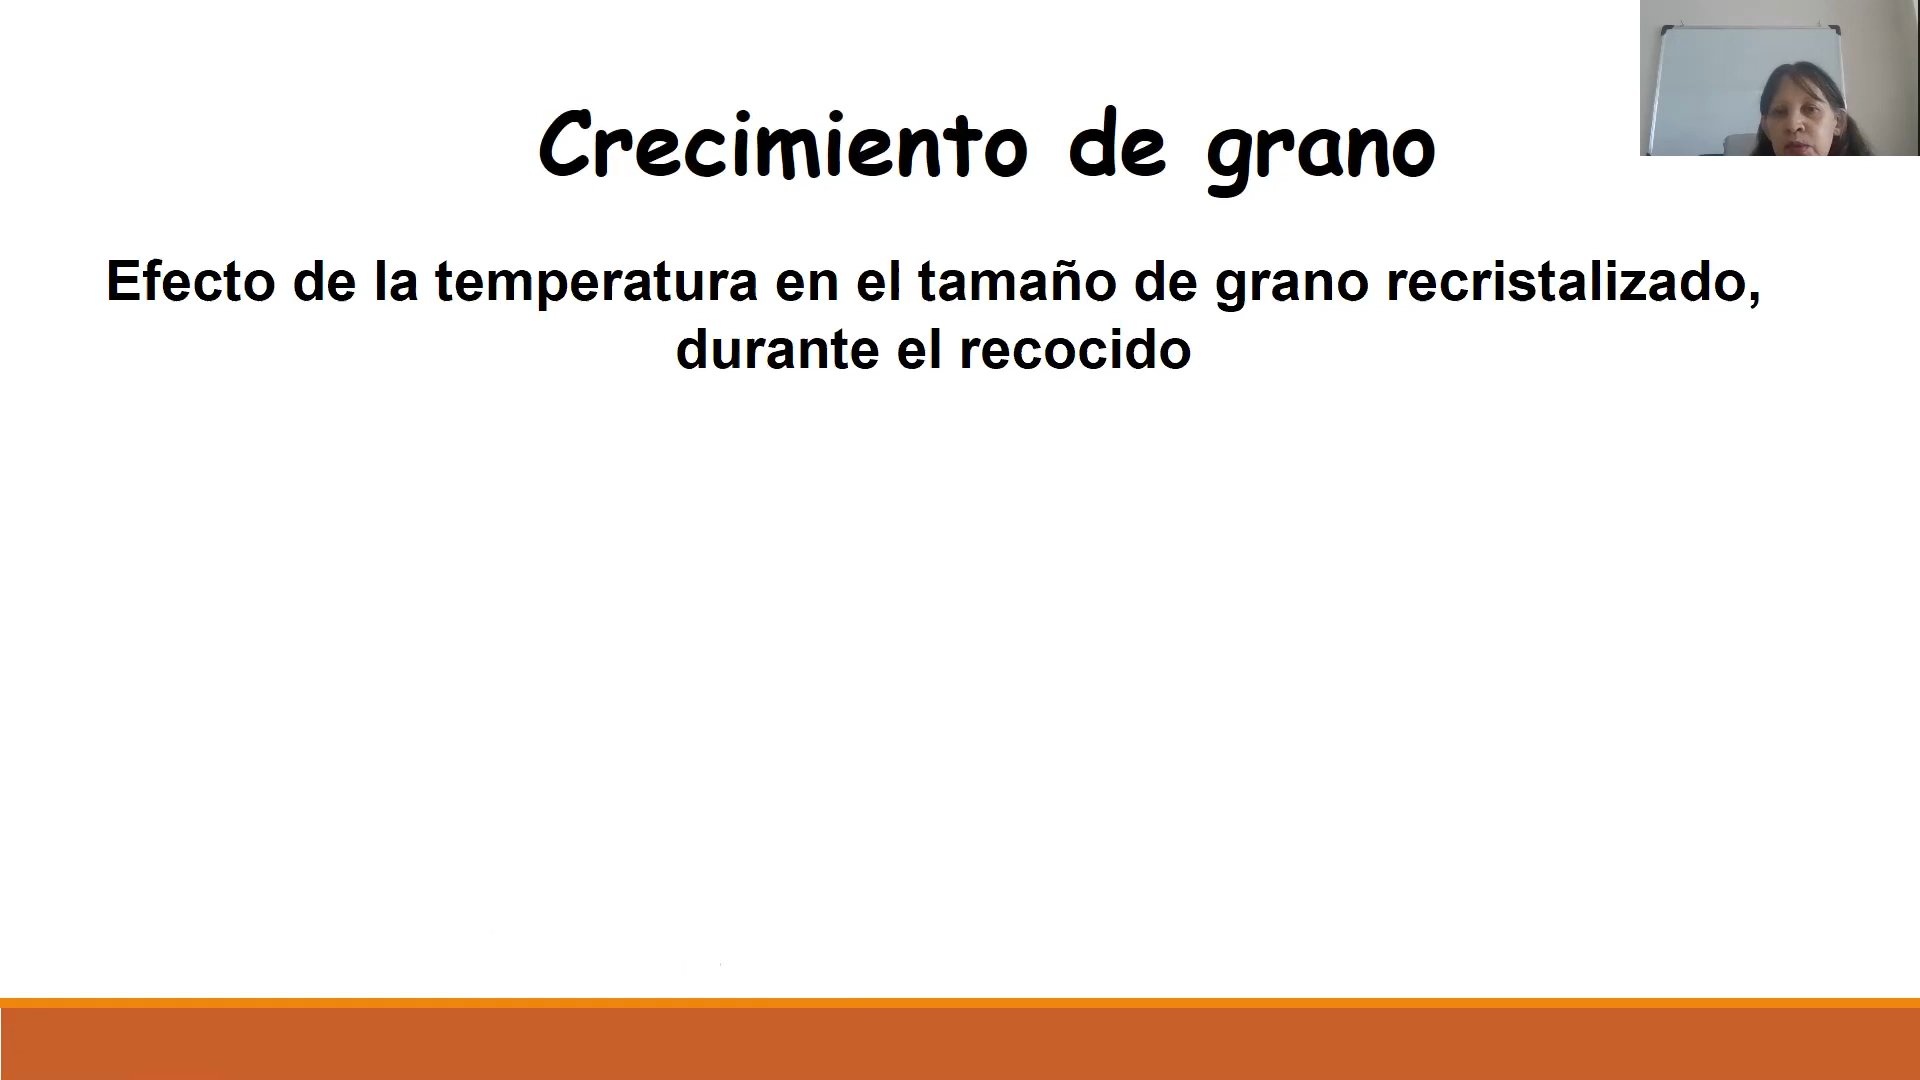 Crecimiento de grano
Efecto de la temperatura en el tamaño de grano recristalizado,
durante el recocido